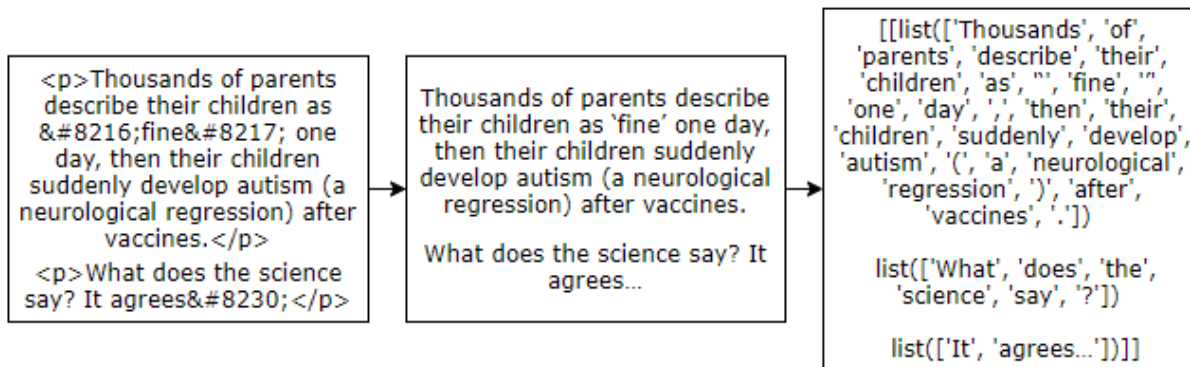 <p>Thousands of parents
describe their children as
&#8216;fine&#8217; one
day, then their children
suddenly develop autism (a
neurological regression) after
vaccines.</p>
<p>What does the science
say? It agrees&#8230;</p>
Thousands of parents describe
their children as ‘fine’ one day,
then their children suddenly
develop autism (a neurological
regression) after vaccines.
What does the science say? It
agrees…
[[list(['Thousands', 'of',
'parents', 'describe', 'their',
'children', 'as', '‘', 'fine', '’',
'one', 'day', ',', 'then', 'their',
'children', 'suddenly', 'develop',
'autism', '(', 'a', 'neurological',
'regression', ')', 'after',
'vaccines', '.'])
list(['What', 'does', 'the',
'science', 'say', '?'])
list(['It', 'agrees…'])]]